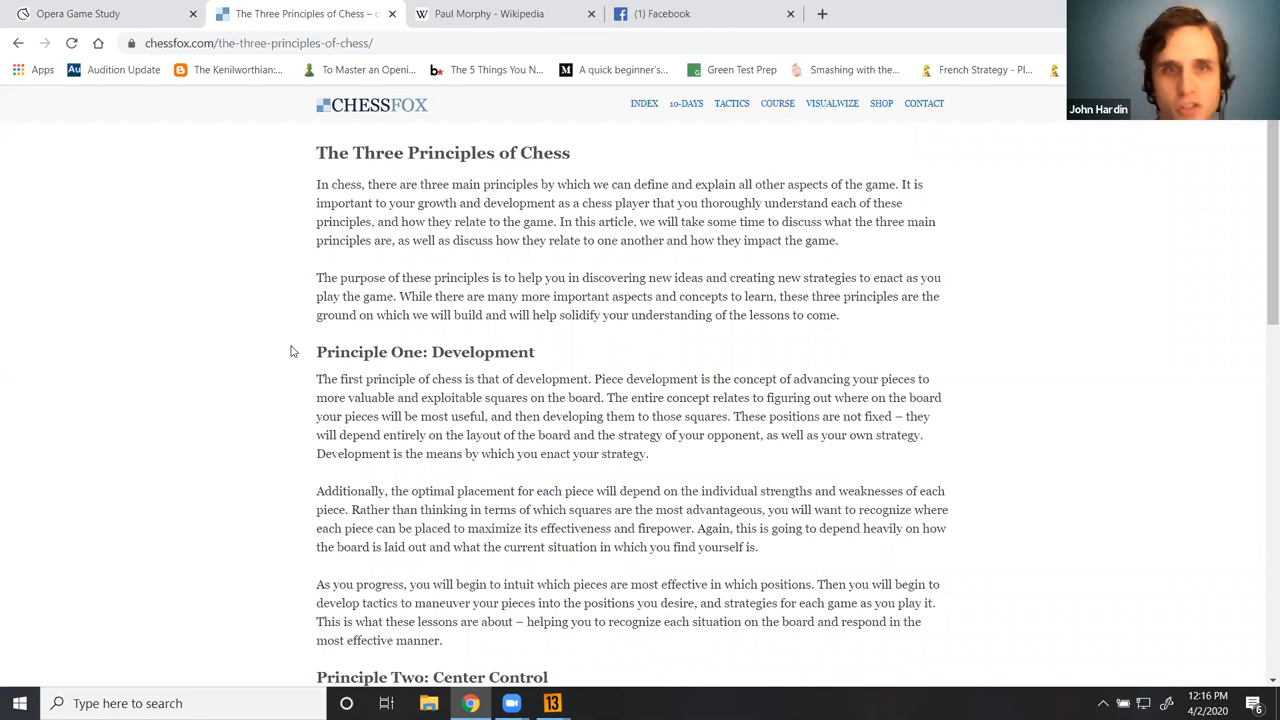 Opera Game Study
The Three Principles of Chess – c
Paul Morphy - Wikipedia
(1) Facebook
chessfox.com/the-three-principles-of-chess/
Apps
Audition Update
The Kenilworthian:...
To Master an Openi...
The 5 Things You N...
A quick beginner's...
Green Test Prep
Smashing with the...
French Strategy - Pl...
John Hardin
CHESSFOX
INDEX 10-DAYS TACTICS COURSE VISUALWIZE SHOP CONTACT
The Three Principles of Chess
In chess, there are three main principles by which we can define and explain all other aspects of the game. It is
important to your growth and development as a chess player that you thoroughly understand each of these
principles, and how they relate to the game. In this article, we will take some time to discuss what the three main
principles are, as well as discuss how they relate to one another and how they impact the game.
The purpose of these principles is to help you in discovering new ideas and creating new strategies to enact as you
play the game. While there are many more important aspects and concepts to learn, these three principles are the
ground on which we will build and will help solidify your understanding of the lessons to come.
Principle One: Development
The first principle of chess is that of development. Piece development is the concept of advancing your pieces to
more valuable and exploitable squares on the board. The entire concept relates to figuring out where on the board
your pieces will be most useful, and then developing them to those squares. These positions are not fixed – they
will depend entirely on the layout of the board and the strategy of your opponent, as well as your own strategy.
Development is the means by which you enact your strategy.
Additionally, the optimal placement for each piece will depend on the individual strengths and weaknesses of each
piece. Rather than thinking in terms of which squares are the most advantageous, you will want to recognize where
each piece can be placed to maximize its effectiveness and firepower. Again, this is going to depend heavily on how
the board is laid out and what the current situation in which you find yourself is.
As you progress, you will begin to intuit which pieces are most effective in which positions. Then you will begin to
develop tactics to maneuver your pieces into the positions you desire, and strategies for each game as you play it.
This is what these lessons are about – helping you to recognize each situation on the board and respond in the
most effective manner.
Principle Two: Center Control
Type here to search
13
12:16 PM
4/2/2020
6